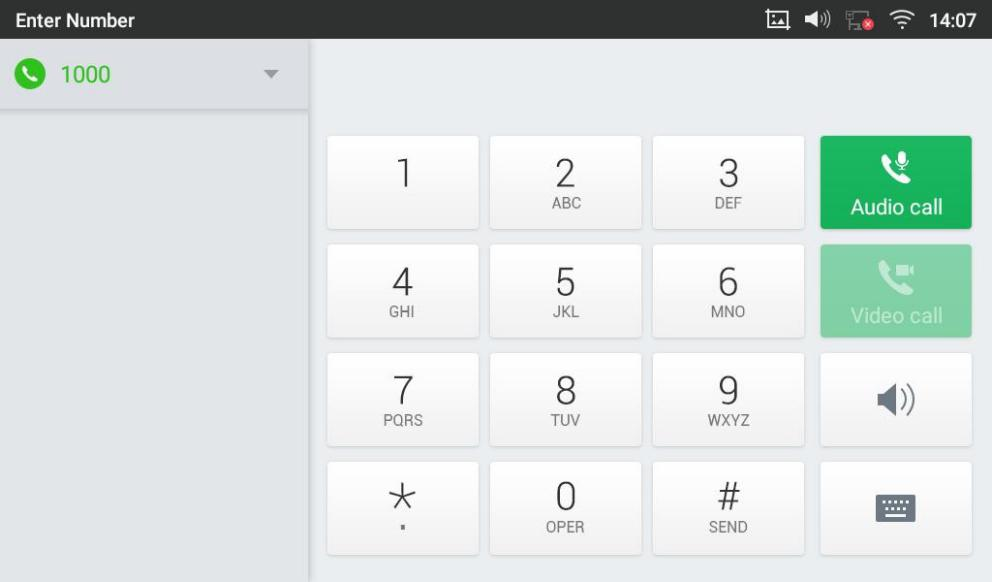 Enter Number
14:07
1000
1
2
ABC
3
DEF
Audio call
4
GHI
5
JKL
6
MNO
Video call
7
PQRS
8
TUV
9
WXYZ
*
.
0
OPER
#
SEND